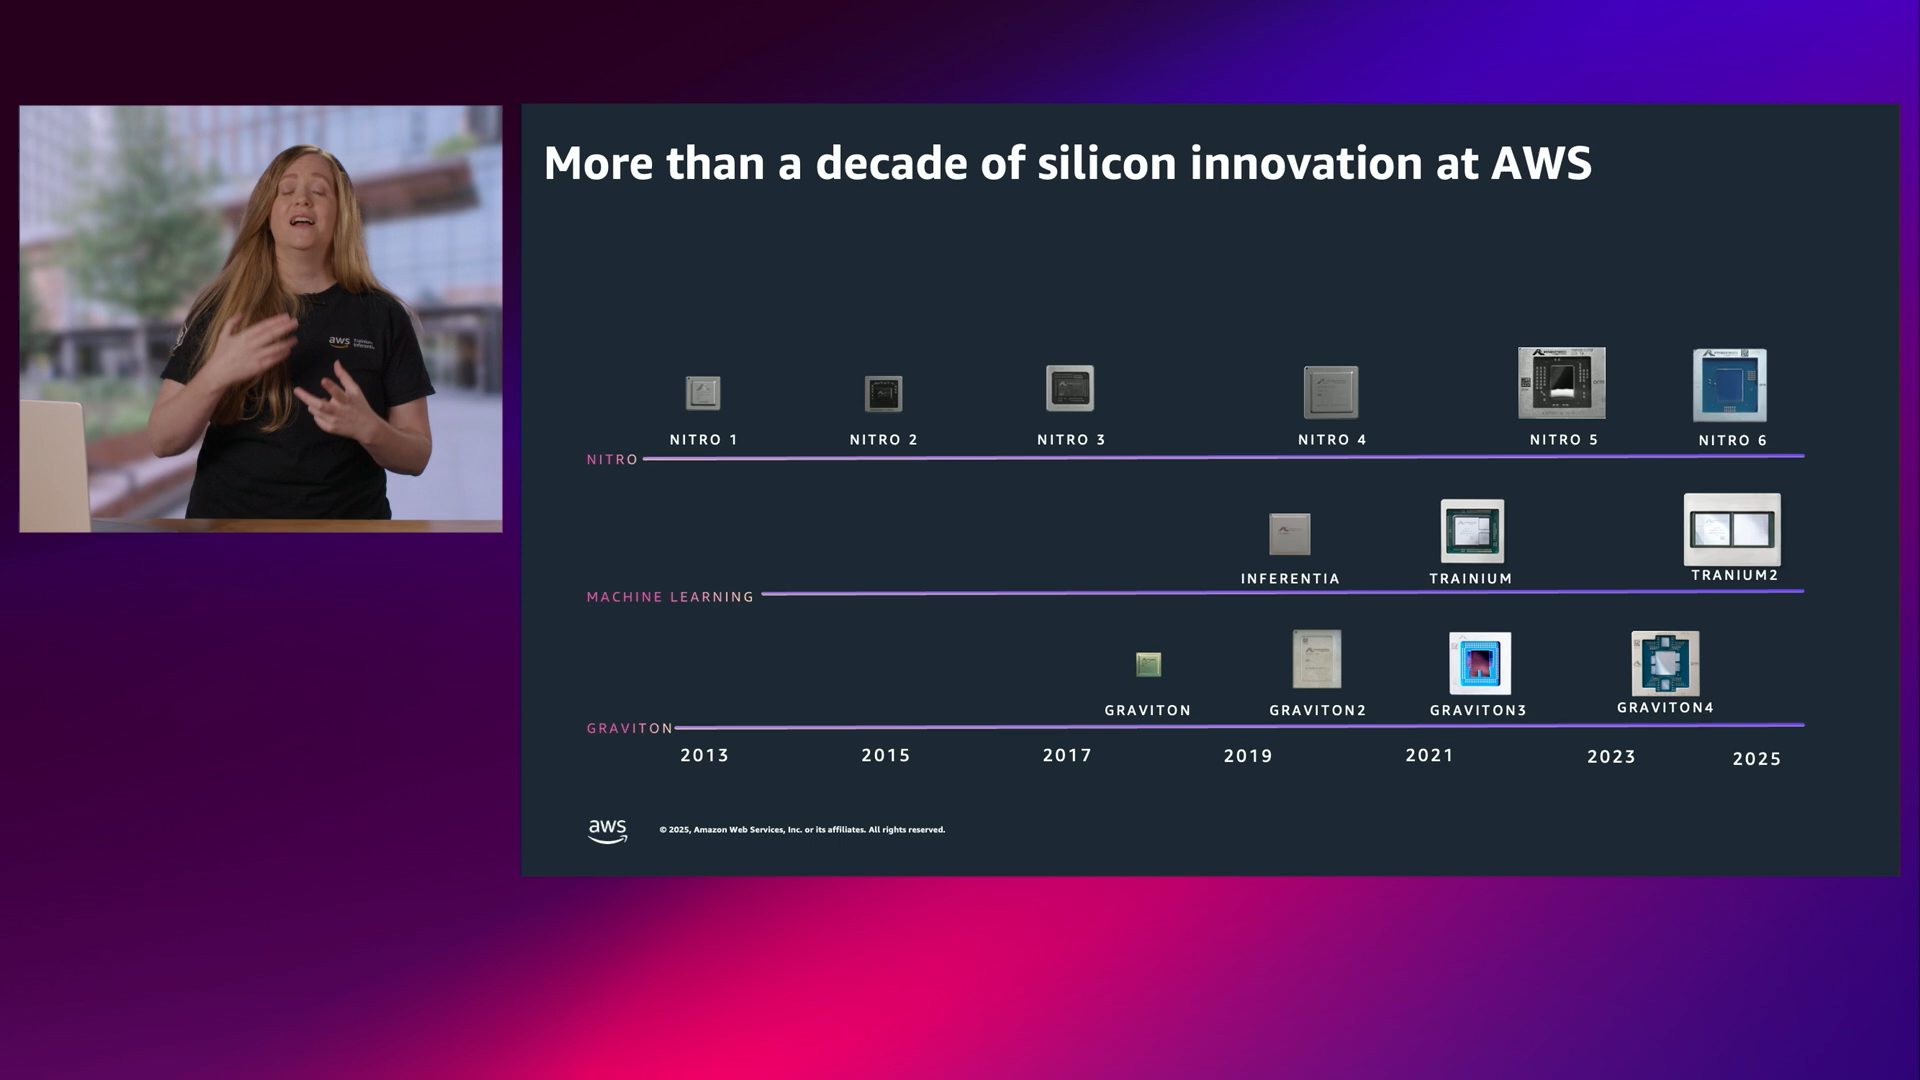 More than a decade of silicon innovation at AWS
aws
NITRO 1 NITRO 2 NITRO 3 NITRO 4 NITRO 5 NITRO 6
NITRO
INFERENTIA TRAINIUM TRANIUM2
MACHINE LEARNING
GRAVITON GRAVITON2 GRAVITON3 GRAVITON4
GRAVITON
2013 2015 2017 2019 2021 2023 2025
aws © 2025, Amazon Web Services, Inc. or its affiliates. All rights reserved.